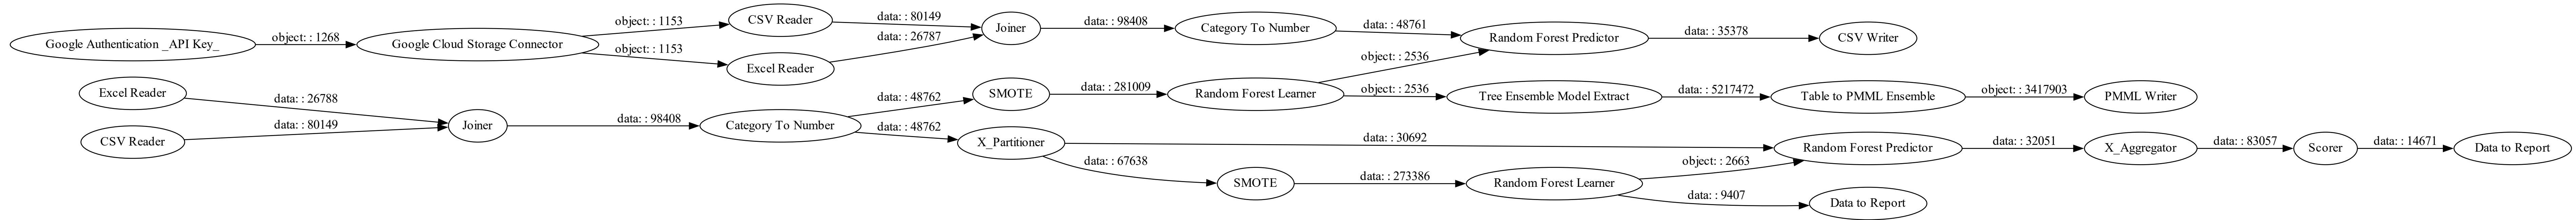 Google Authentication _API Key_
object: : 1268
Google Cloud Storage Connector
object: : 1153
object: : 1153
CSV Reader
Excel Reader
data: : 80149
data: : 26787
Joiner
data: : 98408
Category To Number
data: : 48761
Random Forest Predictor
data: : 35378
CSV Writer
Excel Reader
CSV Reader
data: : 26788
data: : 80149
Joiner
data: : 98408
Category To Number
data: : 48762
data: : 48762
SMOTE
data: : 281009
Random Forest Learner
object: : 2536
object: : 2536
Tree Ensemble Model Extract
data: : 5217472
Table to PMML Ensemble
object: : 3417903
PMML Writer
X_Partitioner
data: : 30692
data: : 67638
SMOTE
data: : 273386
Random Forest Learner
object: : 2663
data: : 9407
Random Forest Predictor
data: : 32051
X_Aggregator
data: : 83057
Scorer
data: : 14671
Data to Report
Data to Report